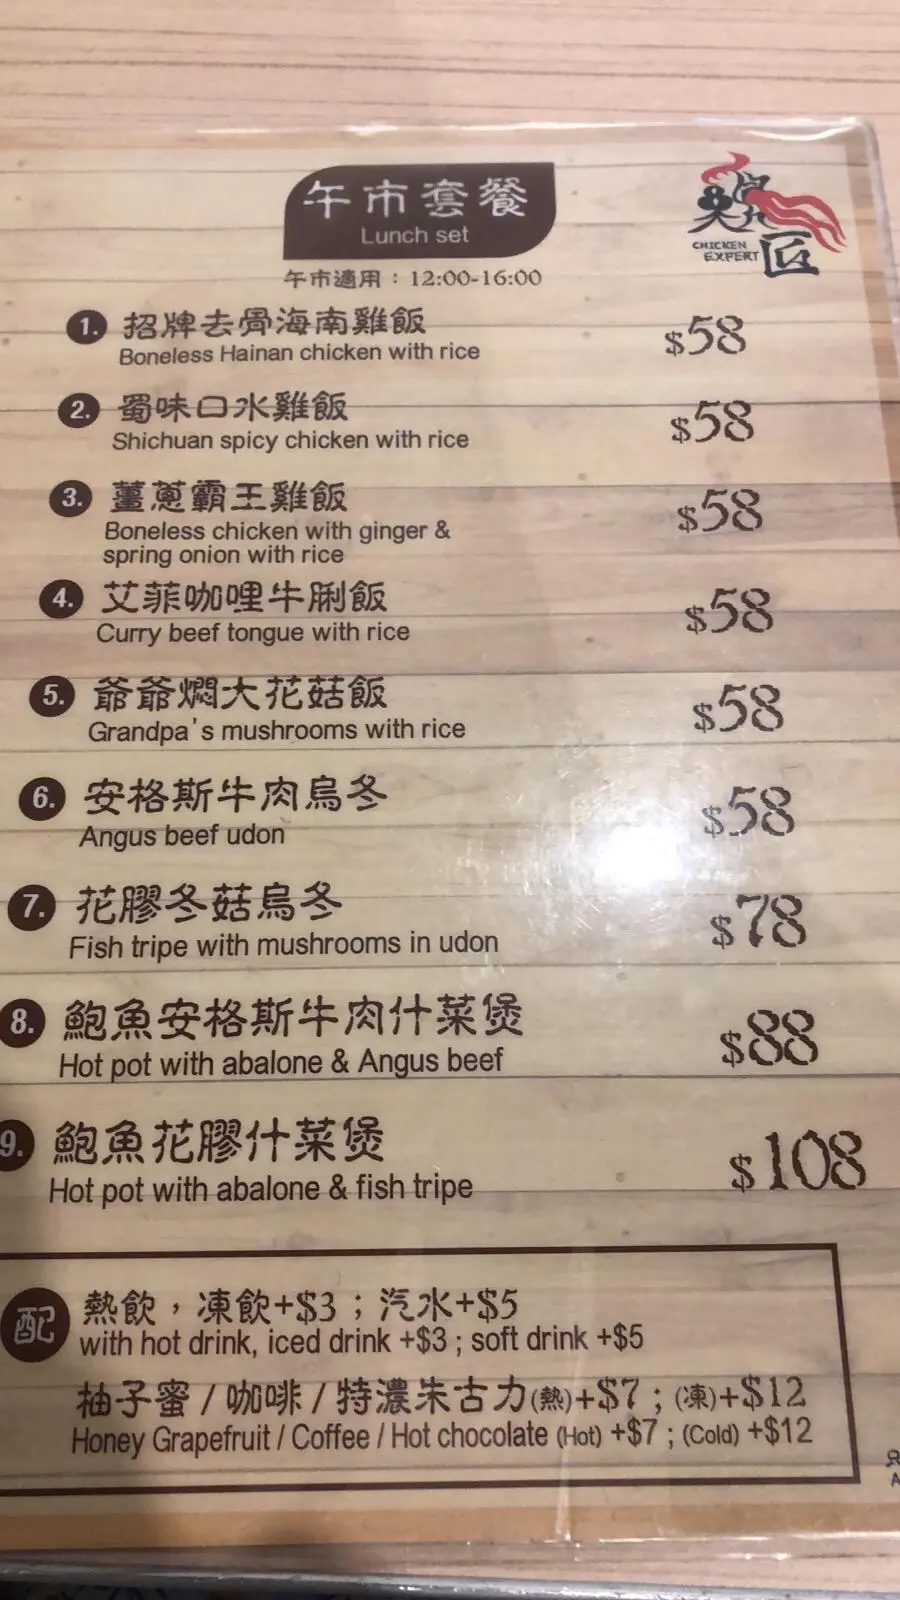 午市套餐
Lunch set
CHICKEN
EXPERT 匠
午市適用：12:00-16:00
1. 招牌去骨海南雞飯 $58
Boneless Hainan chicken with rice
2. 蜀味口水雞飯 $58
Shichuan spicy chicken with rice
3. 薑蔥霸王雞飯 $58
Boneless chicken with ginger &
spring onion with rice
4. 艾菲咖哩牛脷飯 $58
Curry beef tongue with rice
5. 爺爺燜大花菇飯 $58
Grandpa's mushrooms with rice
6. 安格斯牛肉烏冬 $58
Angus beef udon
7. 花膠冬菇烏冬 $78
Fish tripe with mushrooms in udon
8. 鮑魚安格斯牛肉什菜煲 $88
Hot pot with abalone & Angus beef
9. 鮑魚花膠什菜煲 $108
Hot pot with abalone & fish tripe
配 熱飲，凍飲+$3；汽水+$5
with hot drink, iced drink +$3 ; soft drink +$5
柚子蜜 / 咖啡 / 特濃朱古力(熱)+$7；(凍)+$12
Honey Grapefruit / Coffee / Hot chocolate (Hot) +$7 ; (Cold) +$12